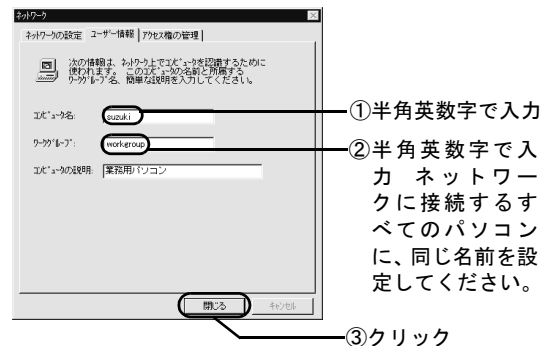 ネットワーク
ネットワークの設定 ユーザー情報 アクセス権の管理
次の情報は、ネットワーク上でコンピュータを認識するために
使われます。 このコンピュータの名前と所属する
ワークグループ名、簡単な説明を入力してください。
コンピュータ名: suzuki
ワークグループ: workgroup
コンピュータの説明: 業務用パソコン
閉じる キャンセル
①半角英数字で入力
②半角英数字で入
力 ネットワー
クに接続するす
べてのパソコン
に、同じ名前を設
定してください。
③クリック